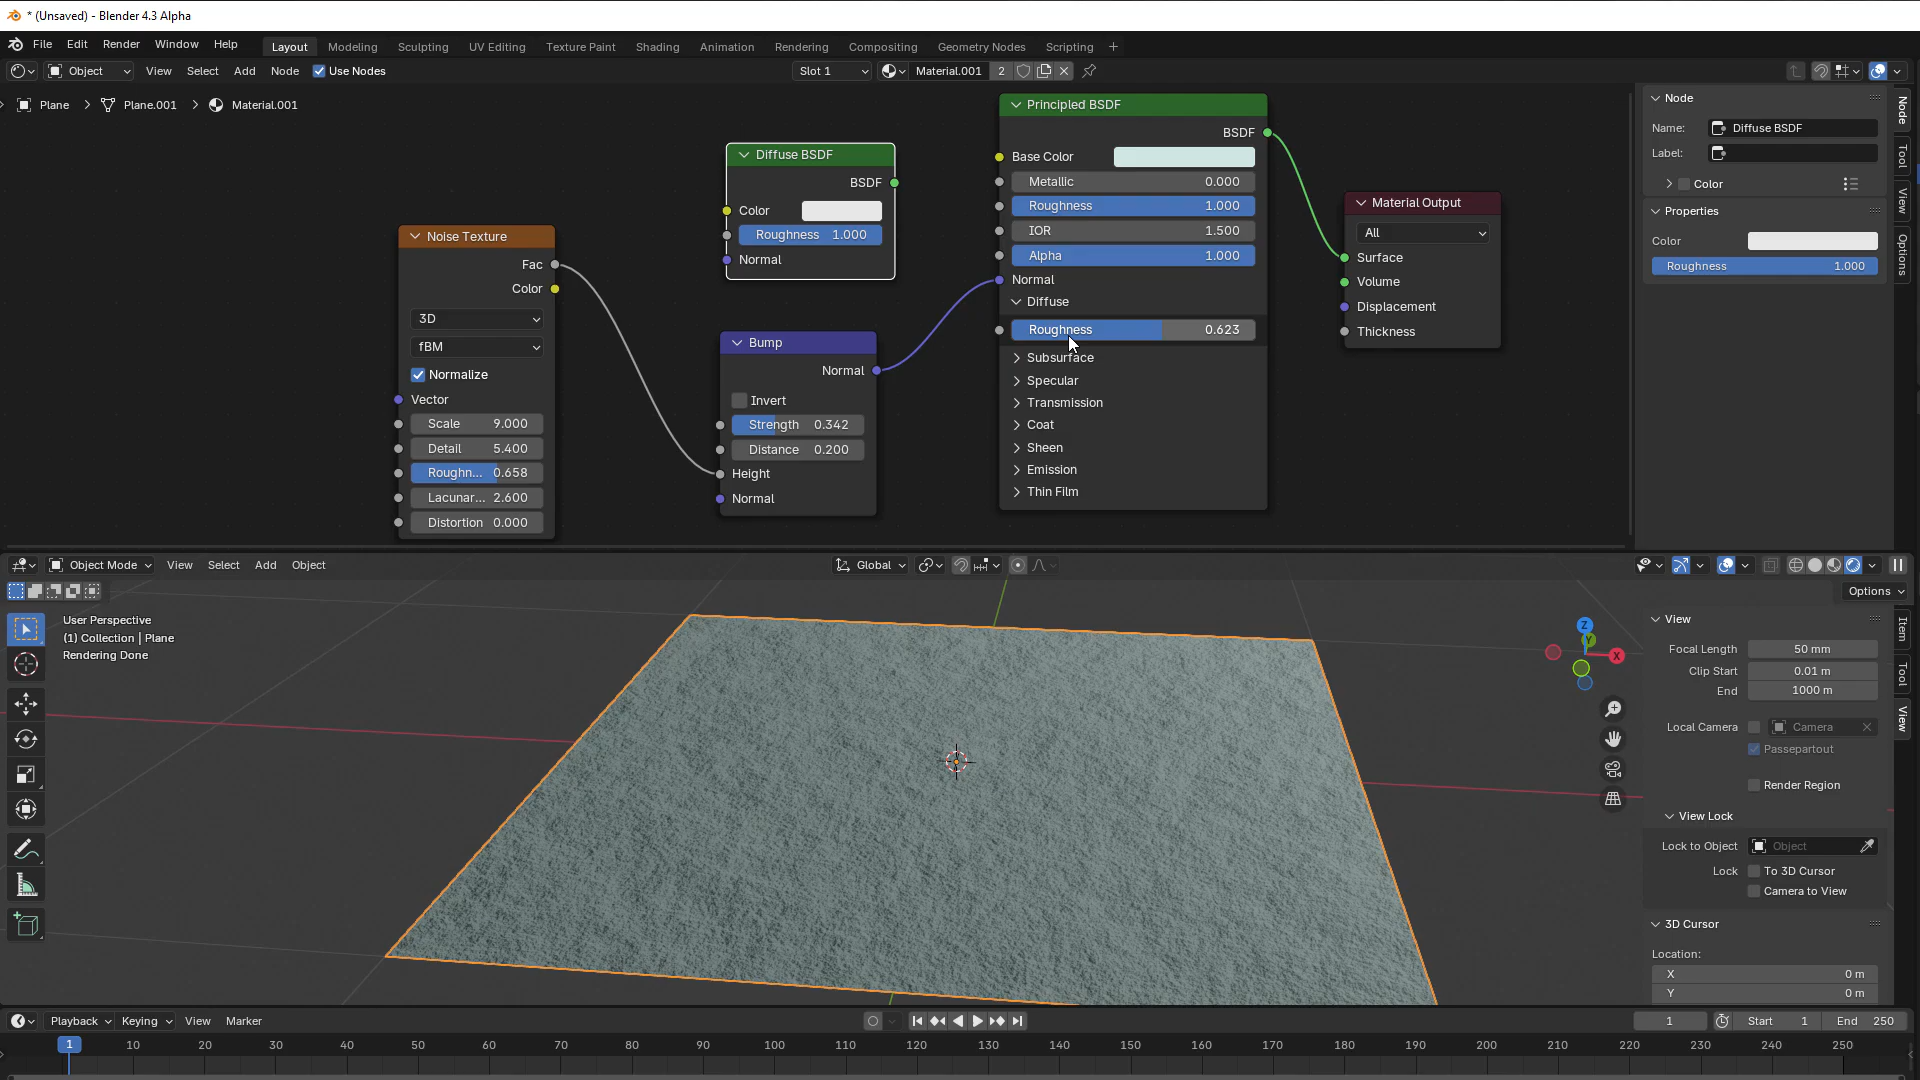 * (Unsaved) - Blender 4.3 Alpha
File Edit Render Window Help Layout Modeling Sculpting UV Editing Texture Paint Shading Animation Rendering Compositing Geometry Nodes Scripting +
Object View Select Add Node Use Nodes Slot 1 Material.001 2
Plane > Plane.001 > Material.001
Noise Texture
Fac
Color
3D
fBM
Normalize
Vector
Scale 9.000
Detail 5.400
Roughn... 0.658
Lacunar... 2.600
Distortion 0.000
Diffuse BSDF
BSDF
Color
Roughness 1.000
Normal
Bump
Normal
Invert
Strength 0.342
Distance 0.200
Height
Normal
Principled BSDF
BSDF
Base Color
Metallic 0.000
Roughness 1.000
IOR 1.500
Alpha 1.000
Normal
Diffuse
Roughness 0.623
Subsurface
Specular
Transmission
Coat
Sheen
Emission
Thin Film
Material Output
All
Surface
Volume
Displacement
Thickness
Node
Name: Diffuse BSDF
Label:
Color
Properties
Color
Roughness 1.000
Node
Tool
View
Options
Object Mode View Select Add Object Global
Options
User Perspective
(1) Collection | Plane
Rendering Done
Z
Y
X
View
Focal Length 50 mm
Clip Start 0.01 m
End 1000 m
Local Camera Camera
Passepartout
Render Region
View Lock
Lock to Object Object
Lock To 3D Cursor
Camera to View
3D Cursor
Location:
X 0 m
Y 0 m
Item
Tool
View
Playback Keying View Marker 1 Start 1 End 250
1 10 20 30 40 50 60 70 80 90 100 110 120 130 140 150 160 170 180 190 200 210 220 230 240 250